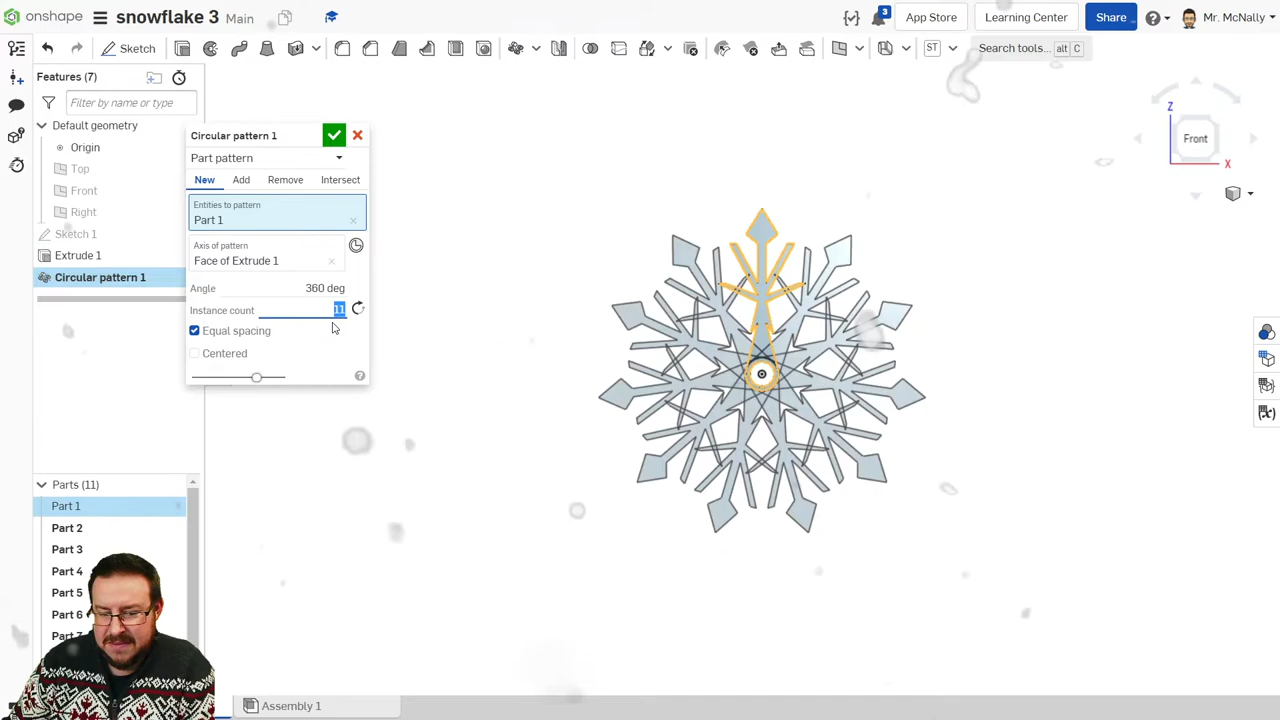 onshape
snowflake 3 Main
3
App Store
Learning Center
Share
Mr. McNally
Sketch
ST
Search tools... alt C
Features (7)
Filter by name or type
Default geometry
Origin
Top
Front
Right
Sketch 1
Extrude 1
Circular pattern 1
Circular pattern 1
Part pattern
New Add Remove Intersect
Entities to pattern
Part 1
Axis of pattern
Face of Extrude 1
Angle 360 deg
Instance count 11
Equal spacing
Centered
Z
Front
X
Parts (11)
Part 1
Part 2
Part 3
Part 4
Part 5
Part 6
Part 7
Assembly 1